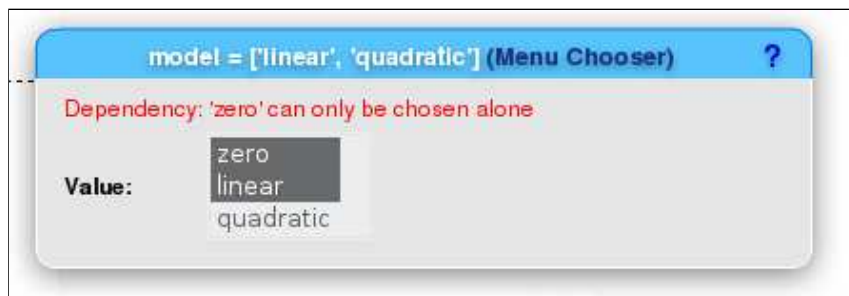 model = ['linear', 'quadratic'] (Menu Chooser) ?
Dependency: 'zero' can only be chosen alone
zero
Value: linear
quadratic